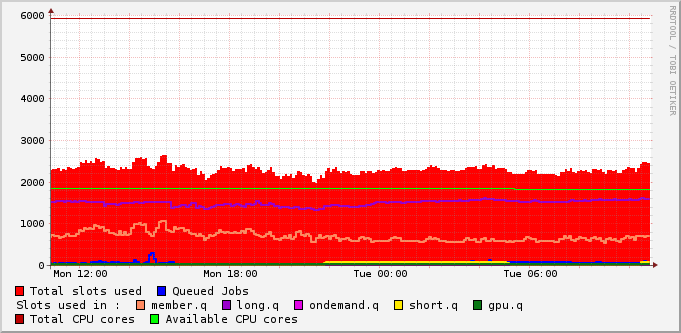 RRDTOOL / TOBI OETIKER
6000
5000
4000
3000
2000
1000
0
Mon 12:00 Mon 18:00 Tue 00:00 Tue 06:00
Total slots used Queued Jobs
Slots used in : member.q long.q ondemand.q short.q gpu.q
Total CPU cores Available CPU cores